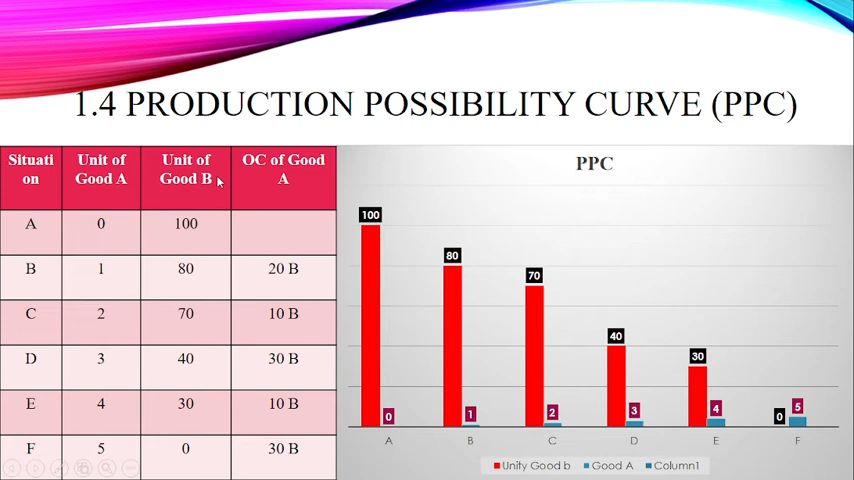 1.4 PRODUCTION POSSIBILITY CURVE (PPC)
Situati
on
Unit of
Good A
Unit of
Good B
OC of Good
A
A 0 100
B 1 80 20 B
C 2 70 10 B
D 3 40 30 B
E 4 30 10 B
F 5 0 30 B
PPC
100
80
70
40
30
0
0 1 2 3 4 5
A B C D E F
Unity Good b Good A Column1